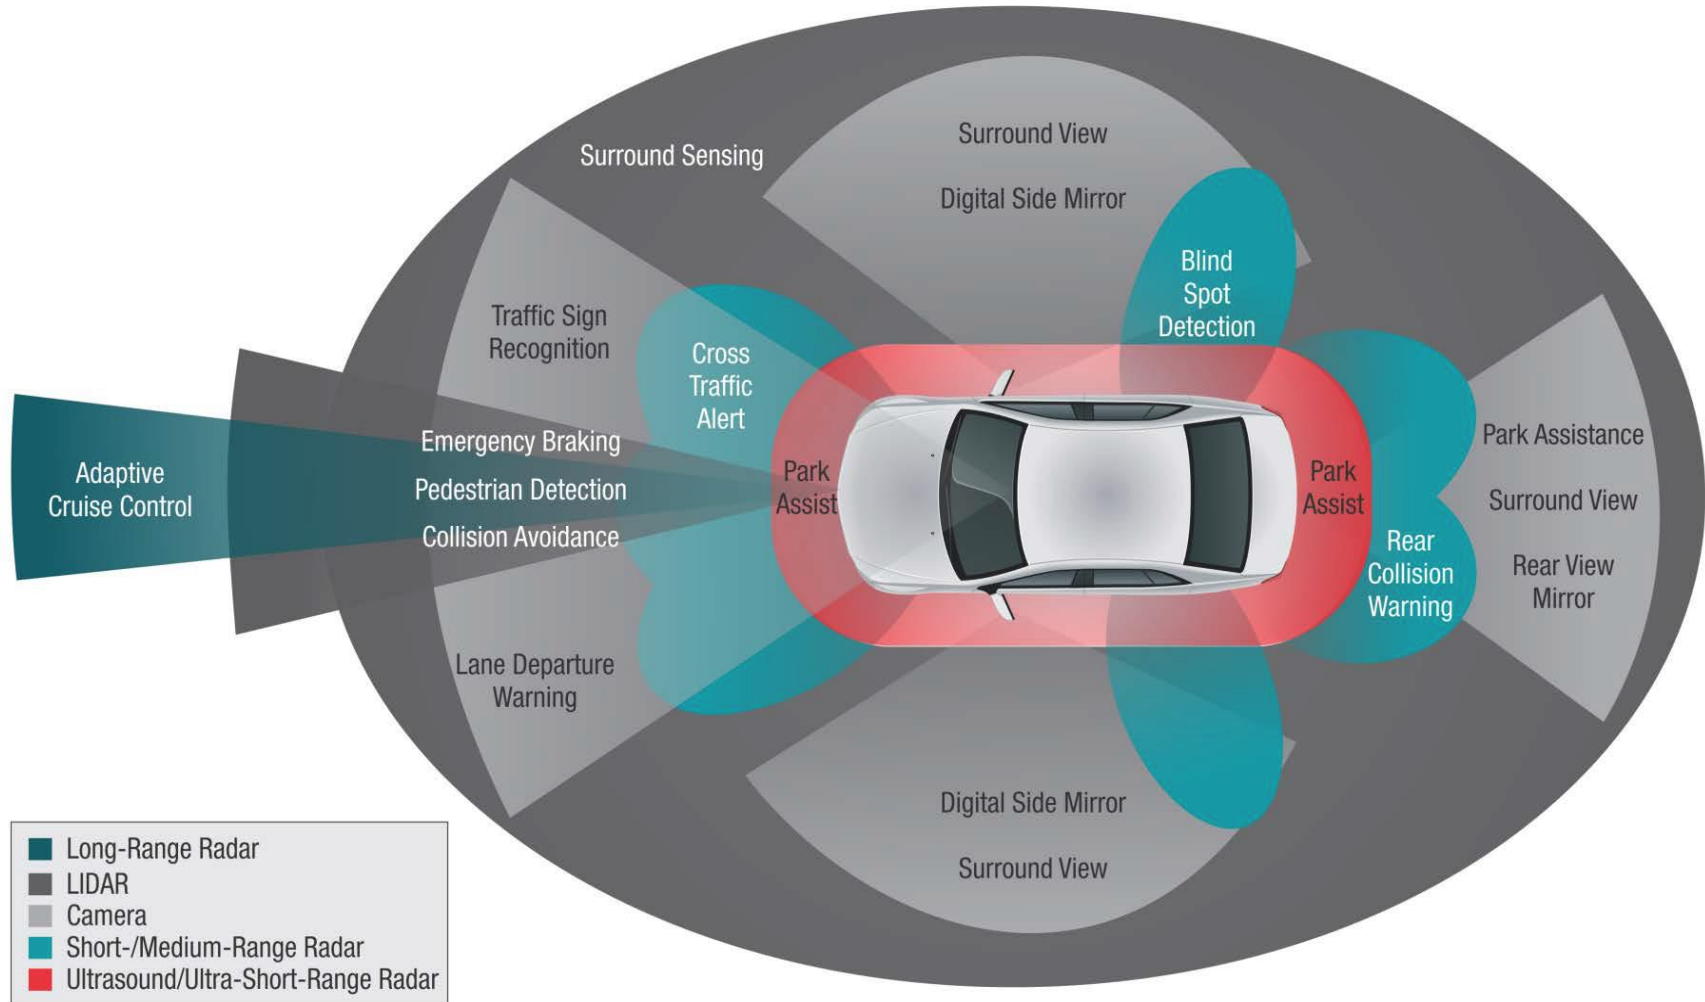 Surround Sensing
Surround View
Digital Side Mirror
Blind
Spot
Detection
Traffic Sign
Recognition
Cross
Traffic
Alert
Adaptive
Cruise Control
Emergency Braking
Pedestrian Detection
Collision Avoidance
Park
Assist
Park
Assist
Rear
Collision
Warning
Park Assistance
Surround View
Rear View
Mirror
Lane Departure
Warning
Digital Side Mirror
Surround View
Long-Range Radar
LIDAR
Camera
Short-/Medium-Range Radar
Ultrasound/Ultra-Short-Range Radar